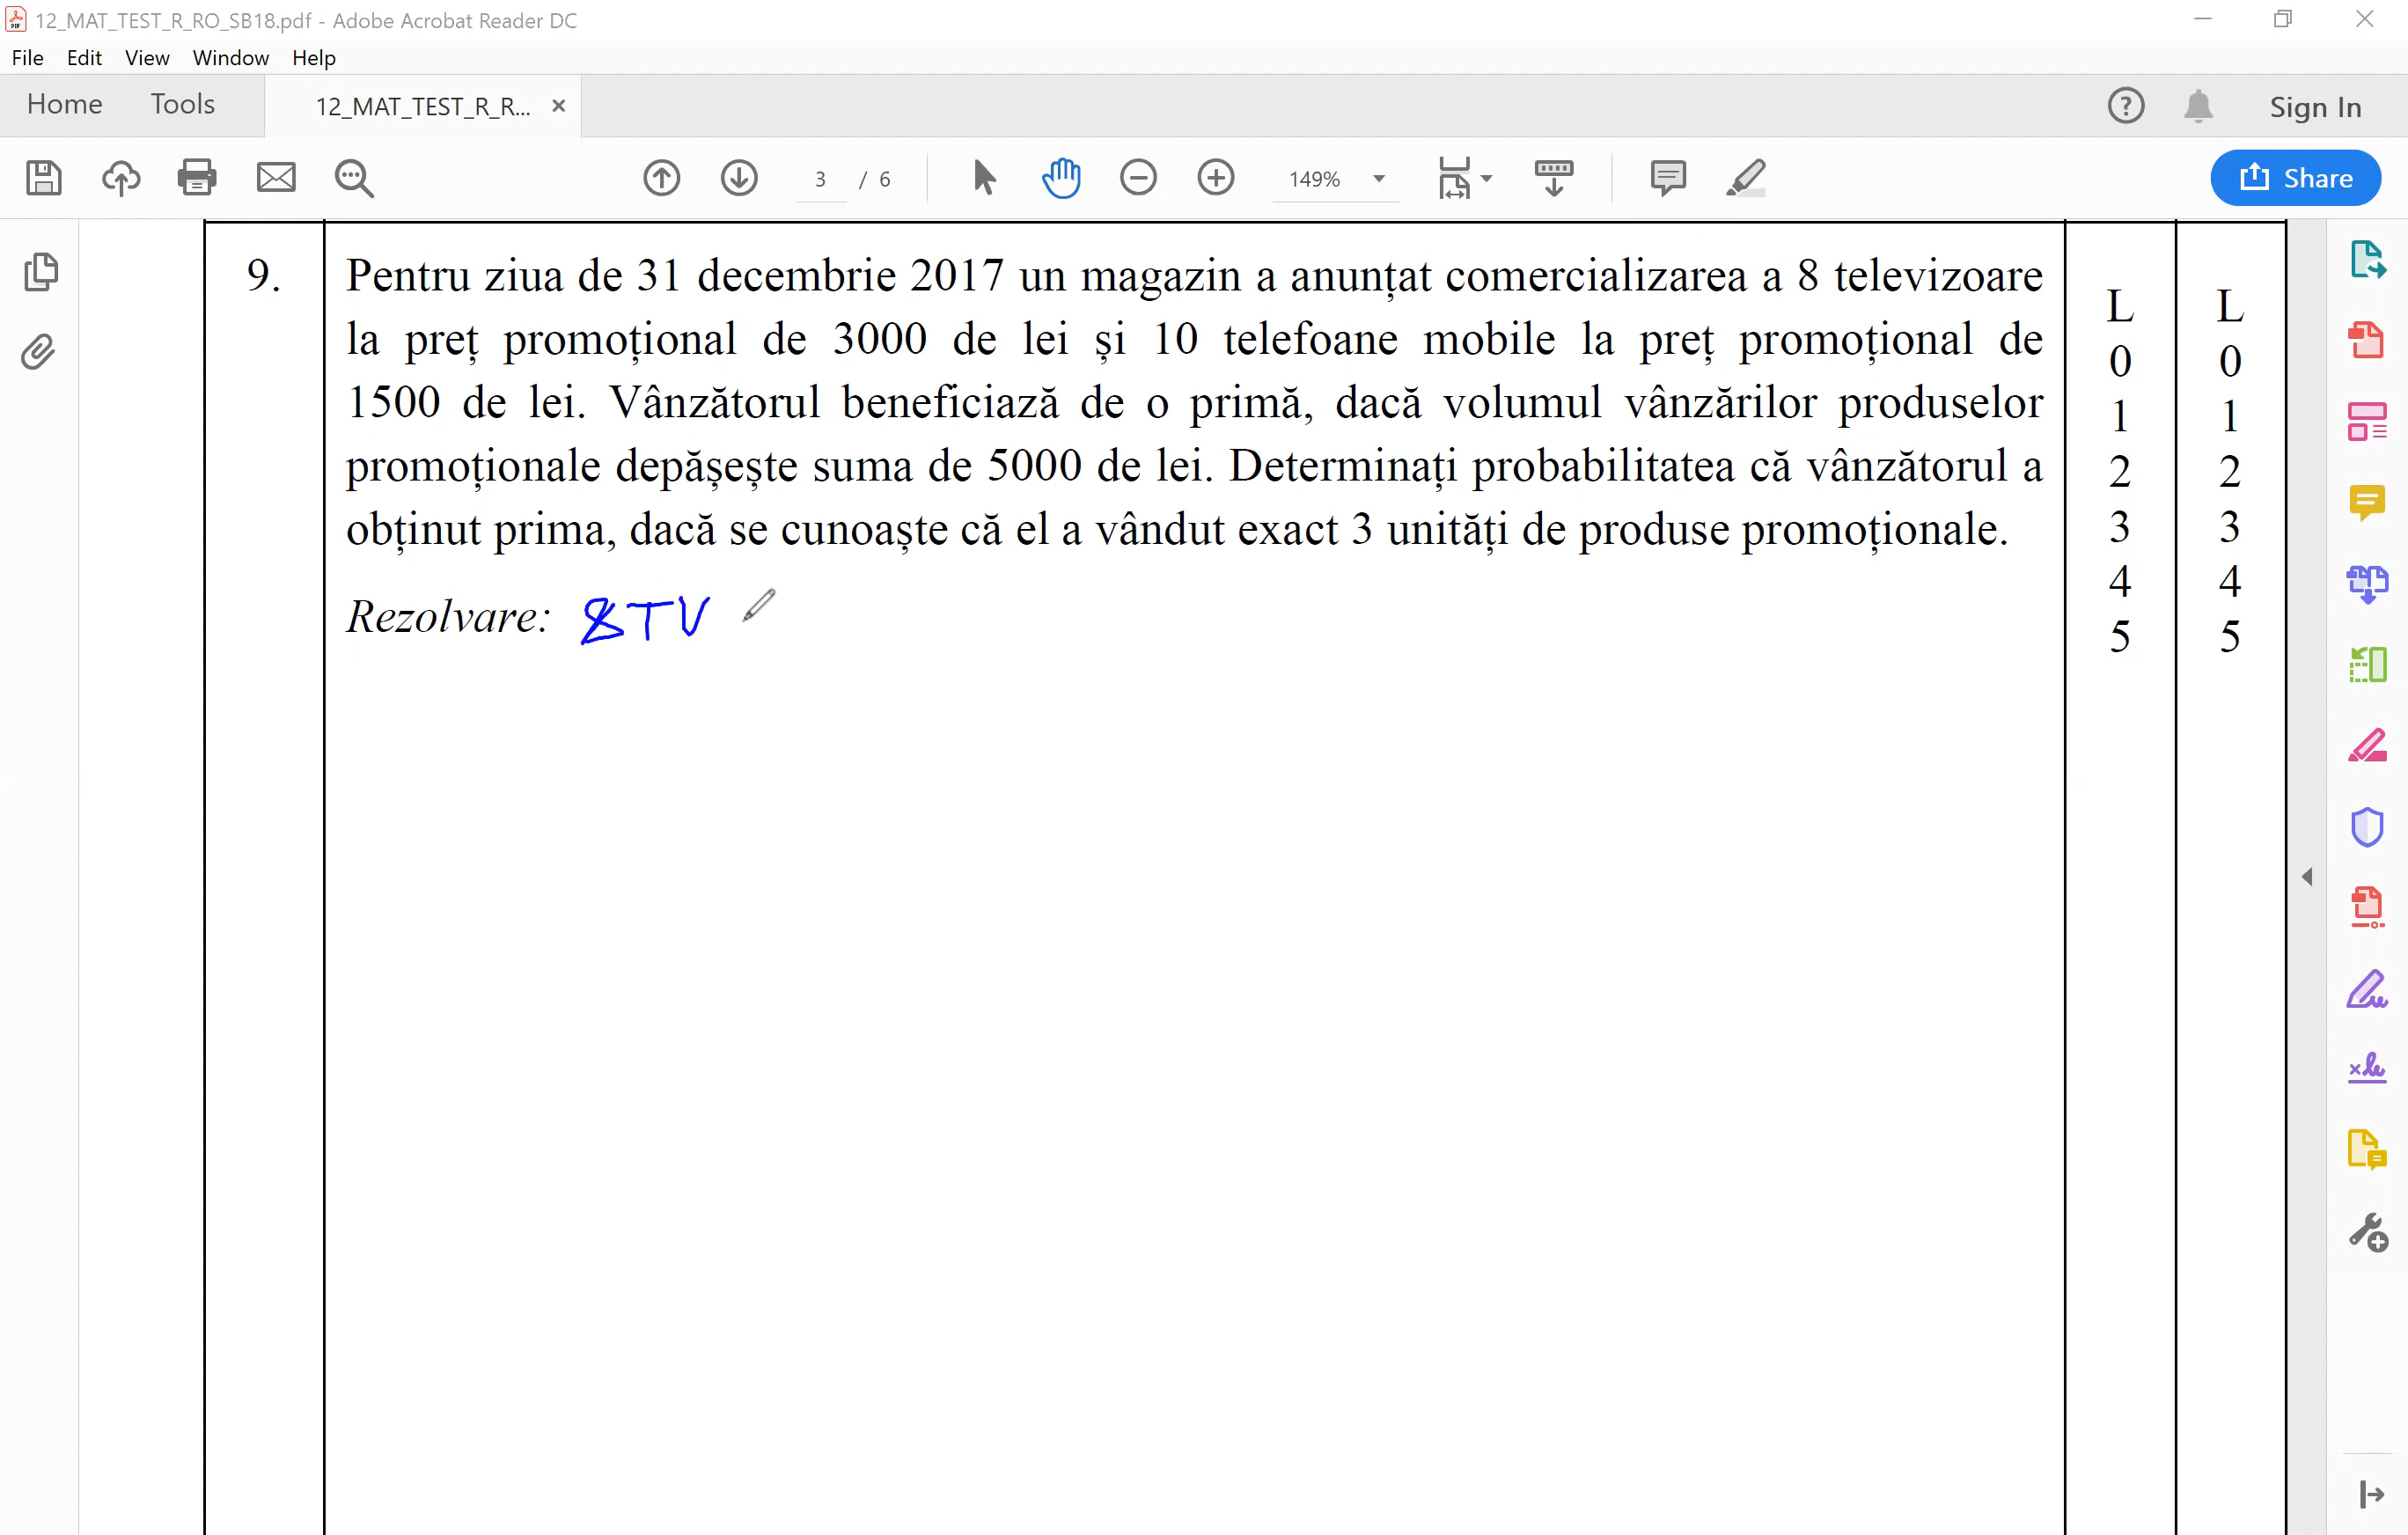 12_MAT_TEST_R_RO_SB18.pdf - Adobe Acrobat Reader DC
File Edit View Window Help
Home Tools 12_MAT_TEST_R_R... × Sign In
3 / 6 149% Share
9. Pentru ziua de 31 decembrie 2017 un magazin a anunțat comercializarea a 8 televizoare
la preț promoțional de 3000 de lei și 10 telefoane mobile la preț promoțional de
1500 de lei. Vânzătorul beneficiază de o primă, dacă volumul vânzărilor produselor
promoționale depășește suma de 5000 de lei. Determinați probabilitatea că vânzătorul a
obținut prima, dacă se cunoaște că el a vândut exact 3 unități de produse promoționale.
Rezolvare: 8TV
L L
0 0
1 1
2 2
3 3
4 4
5 5